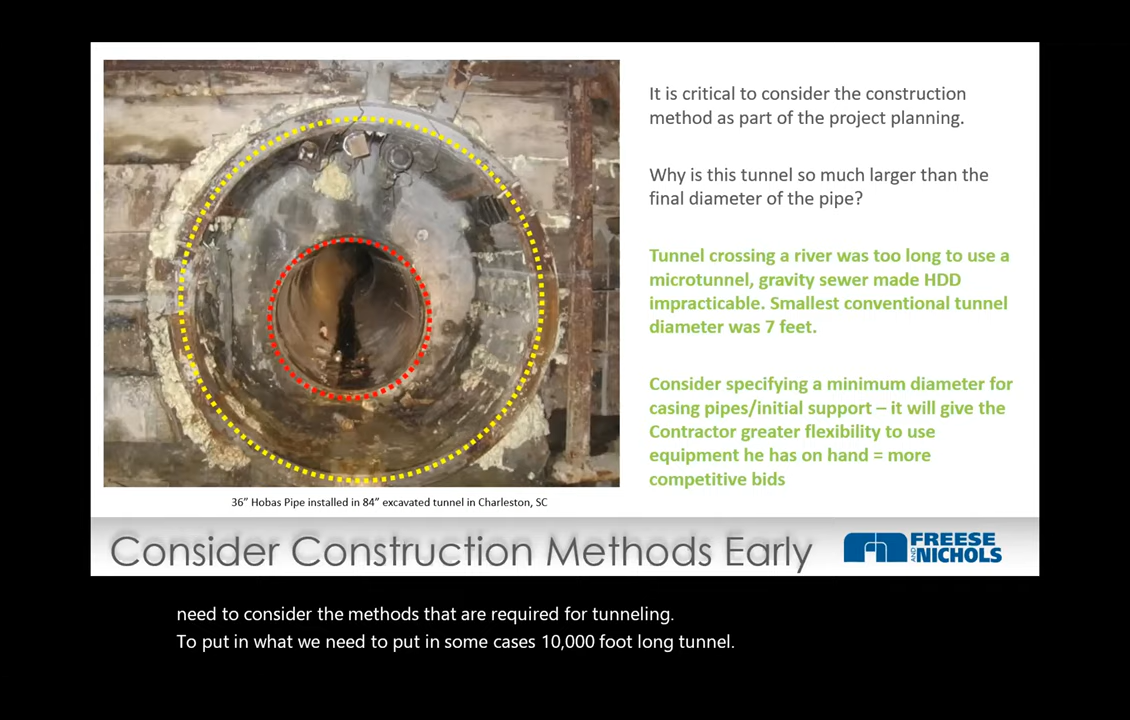 It is critical to consider the construction
method as part of the project planning.
Why is this tunnel so much larger than the
final diameter of the pipe?
Tunnel crossing a river was too long to use a
microtunnel, gravity sewer made HDD
impracticable. Smallest conventional tunnel
diameter was 7 feet.
Consider specifying a minimum diameter for
casing pipes/initial support – it will give the
Contractor greater flexibility to use
equipment he has on hand = more
competitive bids
36” Hobas Pipe installed in 84” excavated tunnel in Charleston, SC
Consider Construction Methods Early
FREESE
AND NICHOLS
need to consider the methods that are required for tunneling.
To put in what we need to put in some cases 10,000 foot long tunnel.